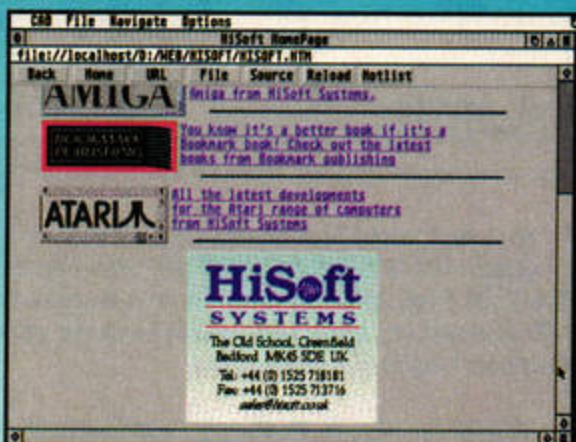 CAB File Navigate Options
HiSoft HomePage
file://localhost/D:/WEB/HISOFT/HISOFT.HTM
Back Home URL File Source Reload Hotlist
AMIGA
Amiga from HiSoft Systems.
BOOKMARK
PUBLISHING
You know it's a better book if it's a
Bookmark book! Check out the latest
books from Bookmark publishing
ATARI
All the latest developments
for the Atari range of computers
from HiSoft Systems
HiSoft
SYSTEMS
The Old School, Greenfield
Bedford MK45 5DE UK
Tel: +44 (0) 1525 718181
Fax: +44 (0) 1525 713716